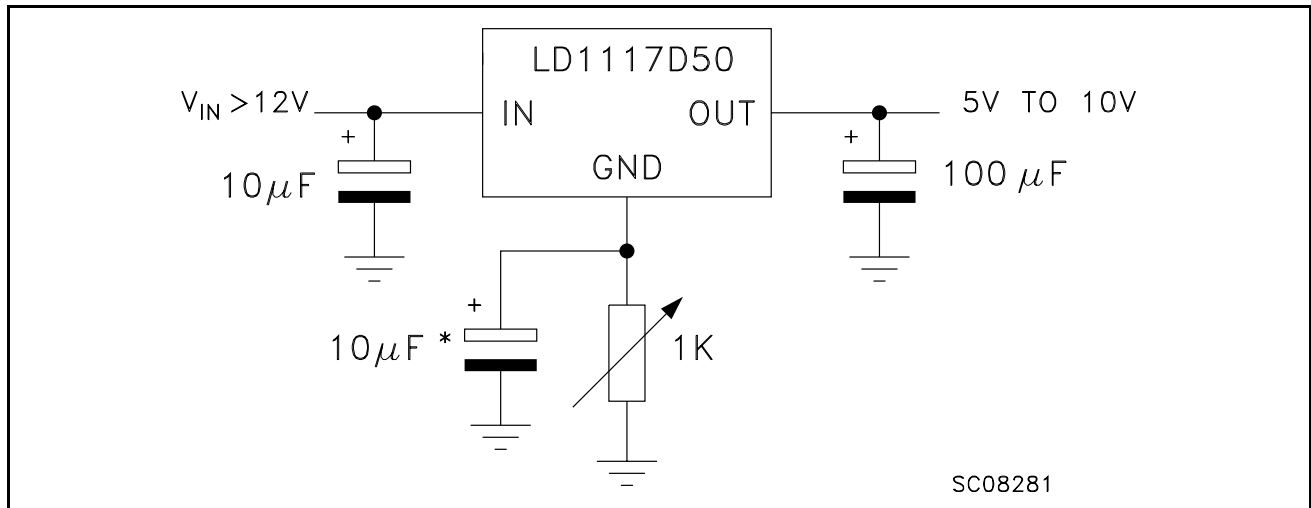 LD1117D50
V_IN >12V
IN
OUT
5V TO 10V
+
+
10μF
GND
100 μF
+
10μF *
1K
SC08281